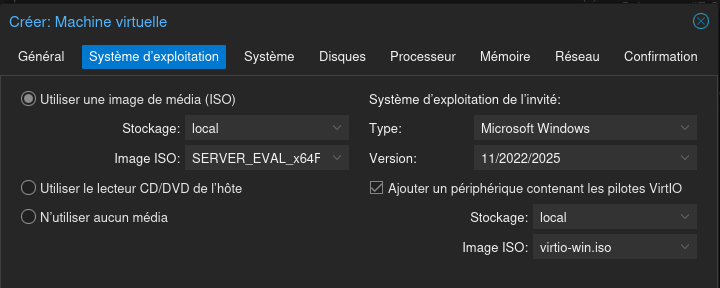 Créer: Machine virtuelle
Général Système d'exploitation Système Disques Processeur Mémoire Réseau Confirmation
Utiliser une image de média (ISO)
Stockage: local
Image ISO: SERVER_EVAL_x64F
Utiliser le lecteur CD/DVD de l'hôte
N'utiliser aucun média
Système d'exploitation de l'invité:
Type: Microsoft Windows
Version: 11/2022/2025
Ajouter un périphérique contenant les pilotes VirtIO
Stockage: local
Image ISO: virtio-win.iso